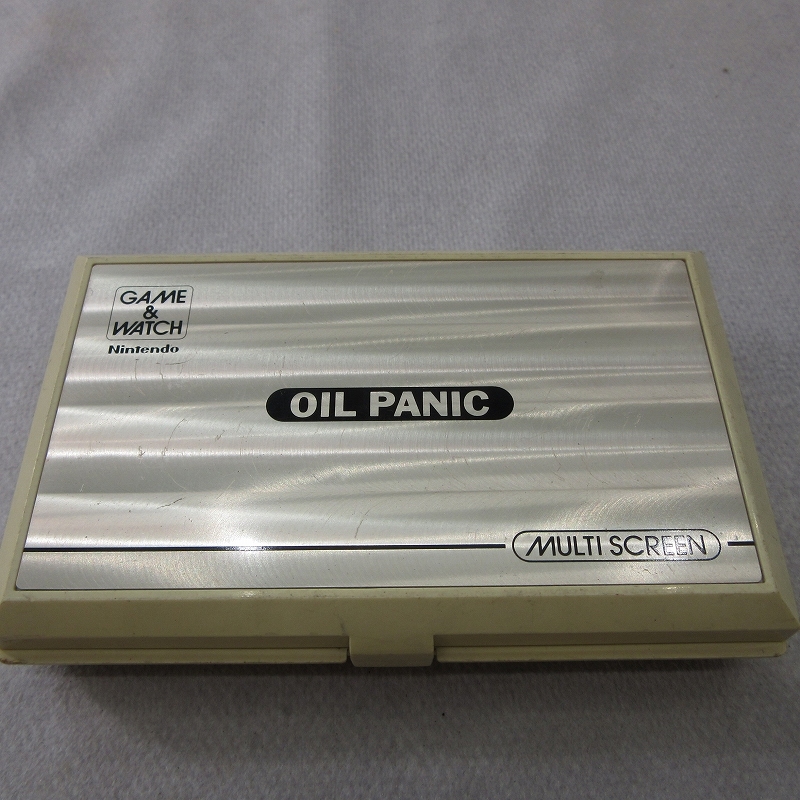 GAME
&
WATCH
Nintendo
OIL PANIC
MULTI SCREEN